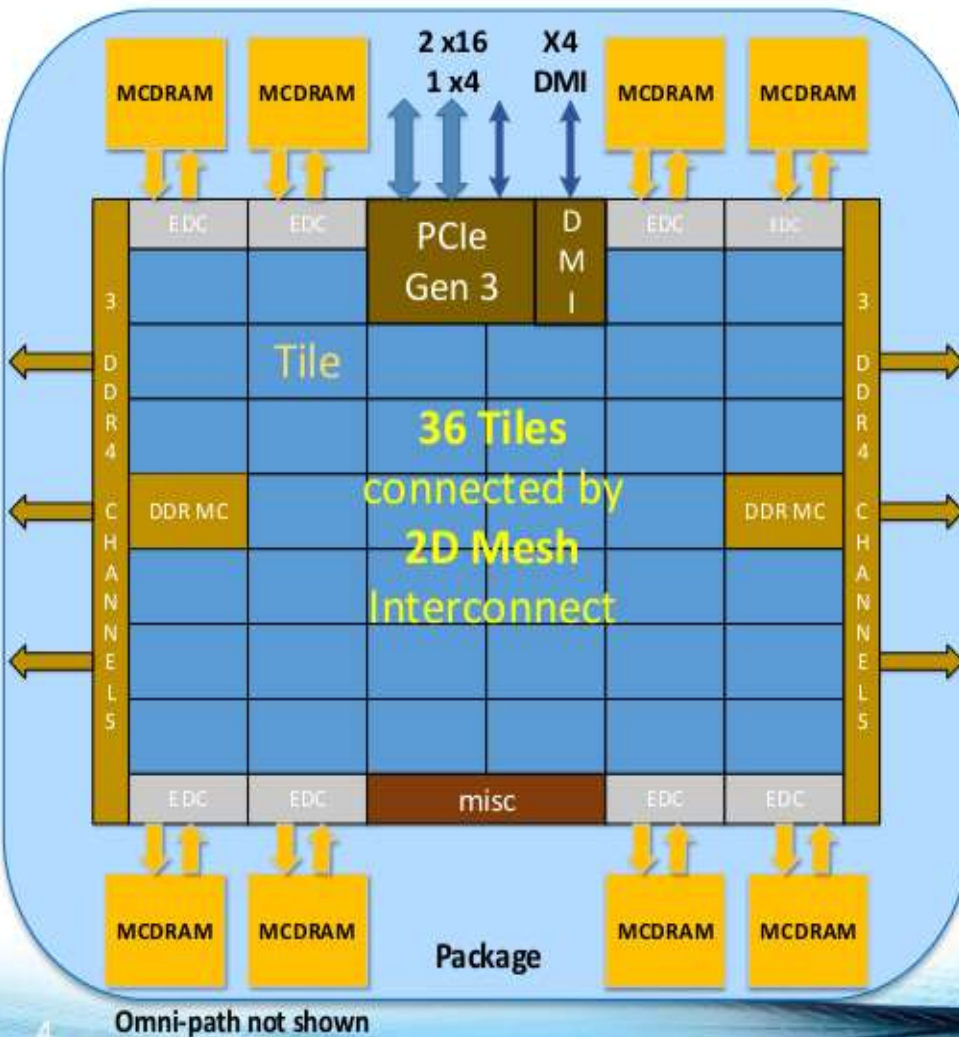 2 x16 X4
1 x4 DMI
MCDRAM MCDRAM MCDRAM MCDRAM
EDC EDC PCIe Gen 3 DMI EDC EDC
3 DDR4 CHANNELS
3 DDR4 CHANNELS
Tile
36 Tiles
connected by
DDR MC DDR MC
2D Mesh
Interconnect
EDC EDC misc EDC EDC
MCDRAM MCDRAM MCDRAM MCDRAM
Package
4 Omni-path not shown